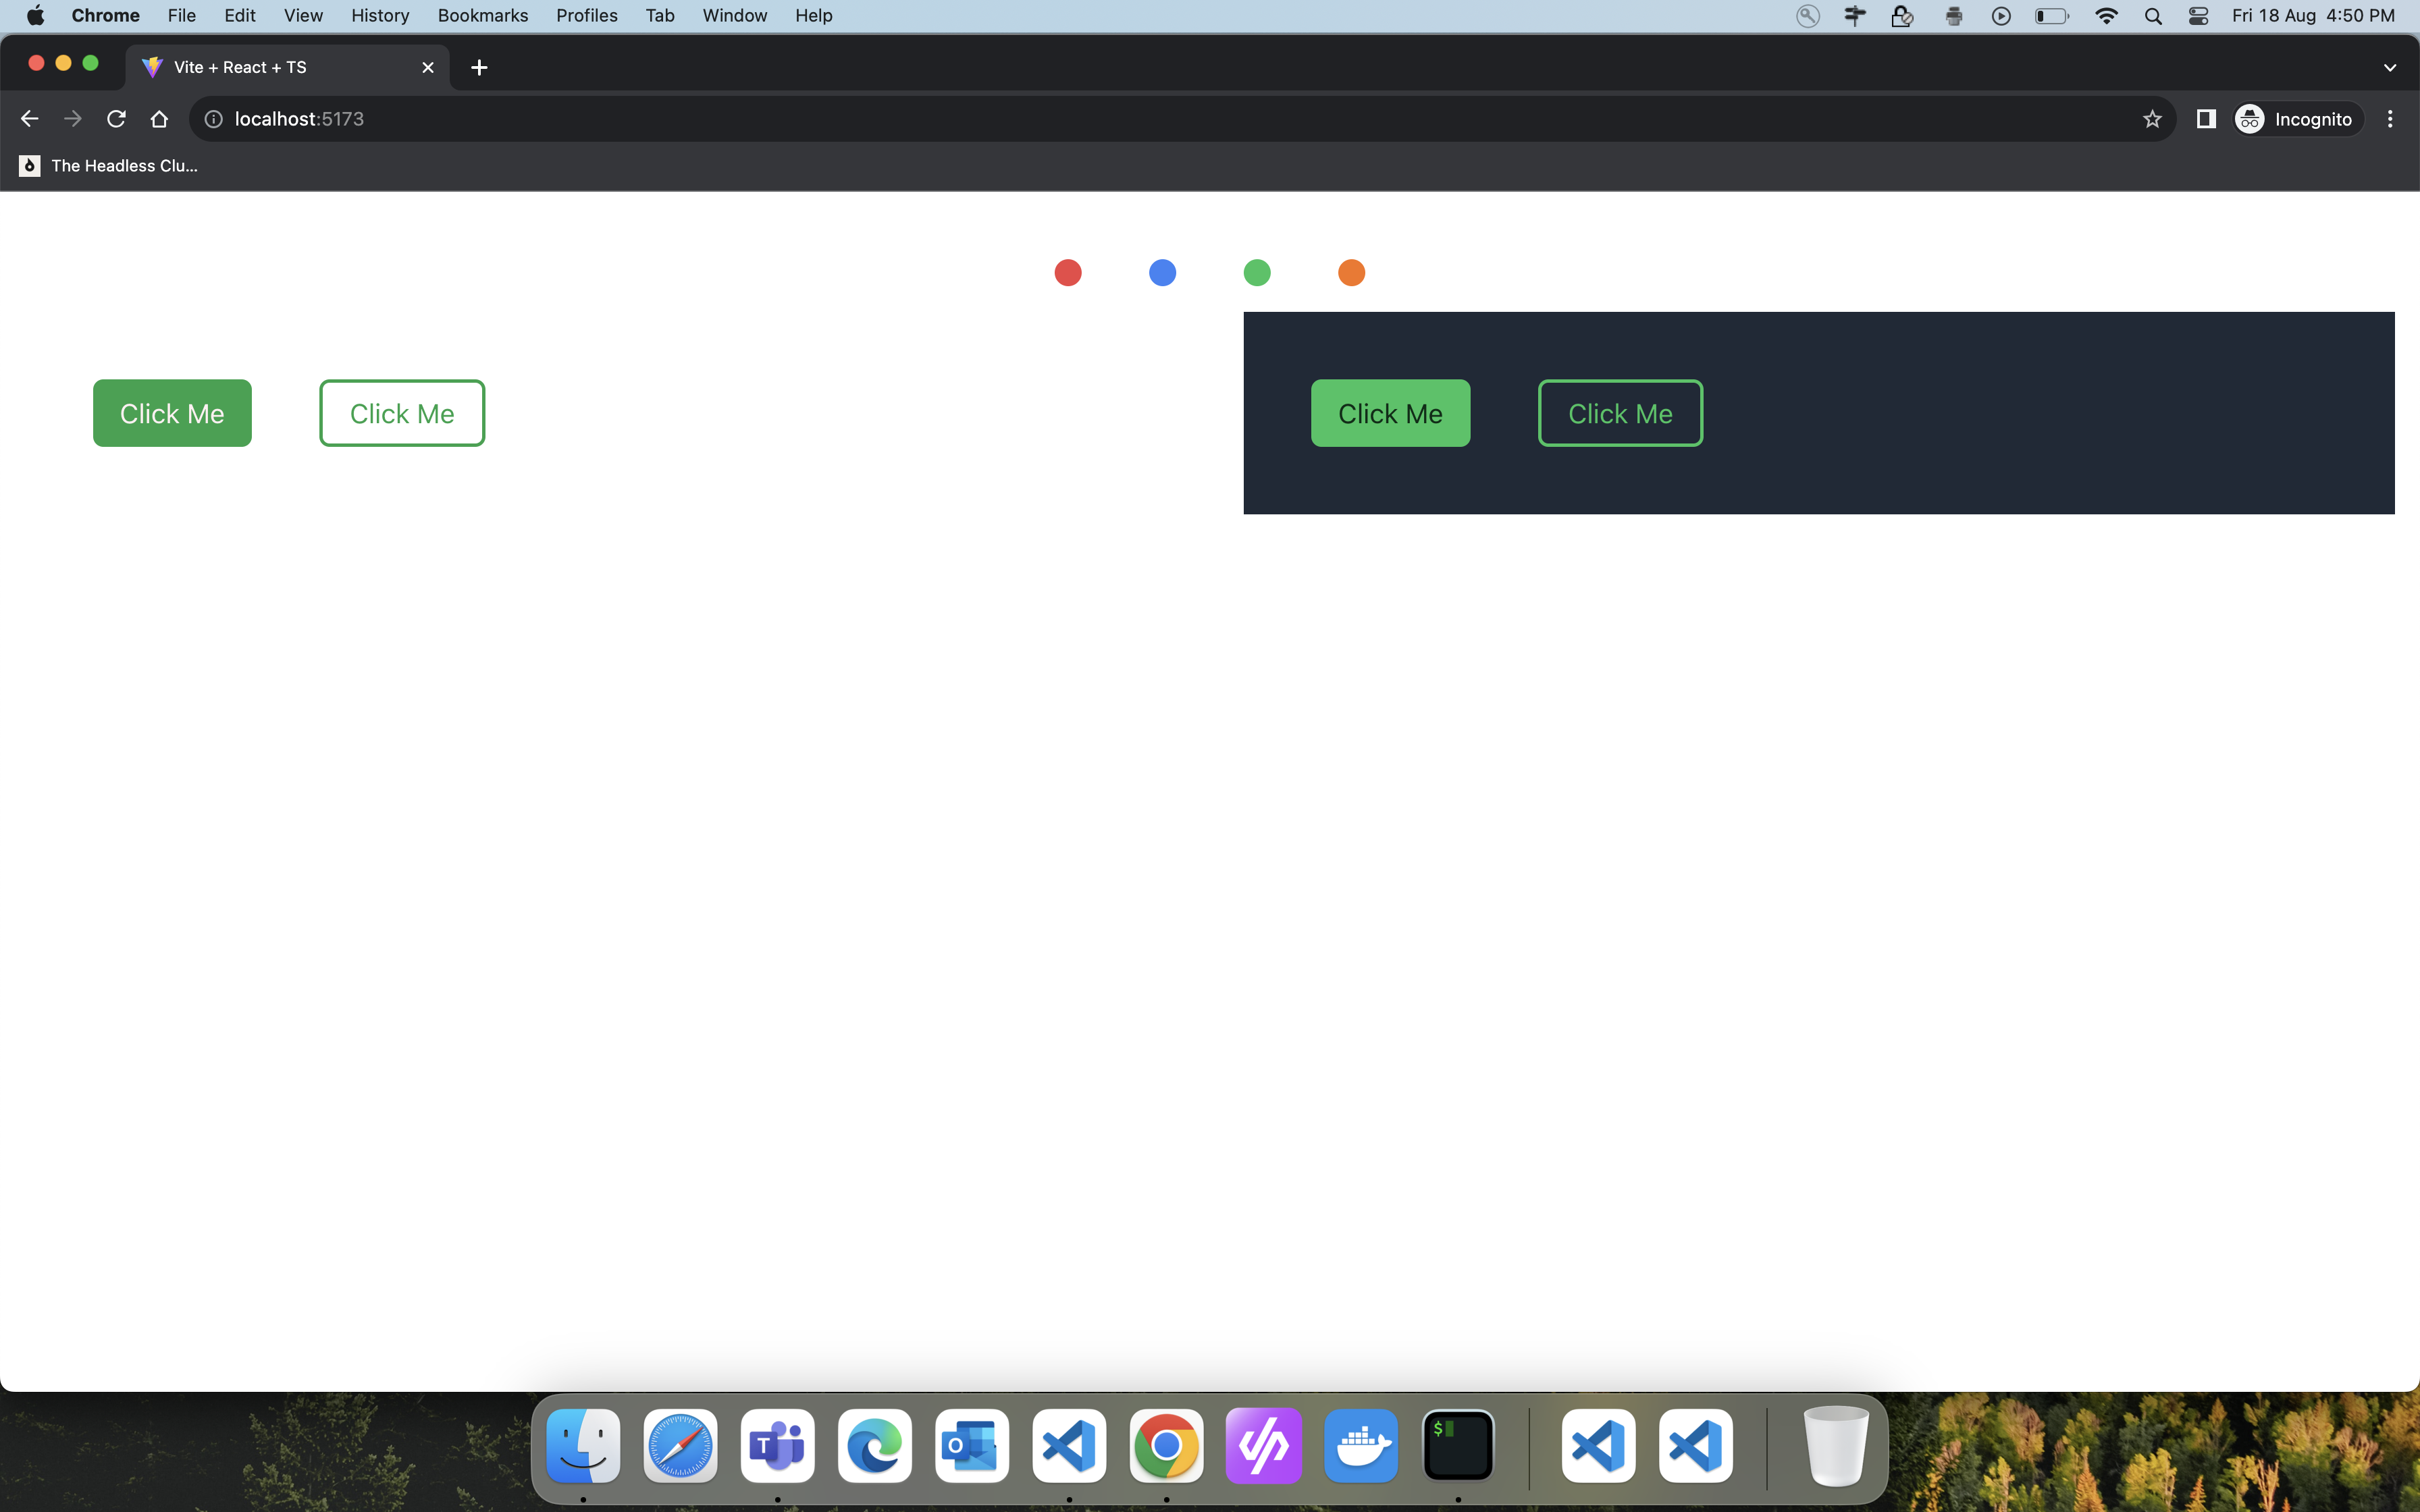 Chrome File Edit View History Bookmarks Profiles Tab Window Help Fri 18 Aug 4:50 PM
Vite + React + TS
localhost:5173 Incognito
The Headless Clu...
Click Me Click Me Click Me Click Me
T O $